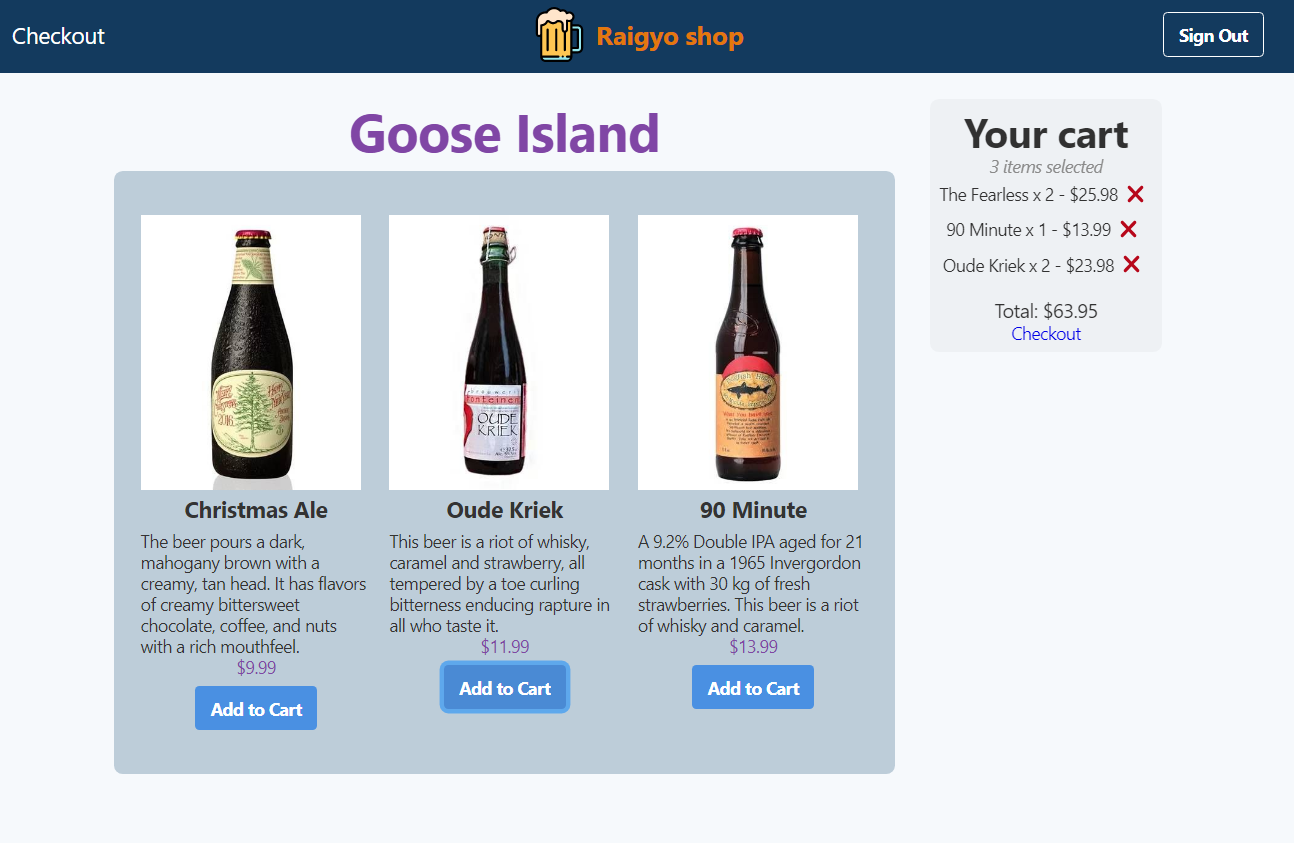 Checkout
Raigyo shop
Sign Out
Goose Island
Your cart
3 items selected
The Fearless x 2 - $25.98
90 Minute x 1 - $13.99
Oude Kriek x 2 - $23.98
Total: $63.95
Checkout
2016
OUDE
KRIEK
Christmas Ale
The beer pours a dark,
mahogany brown with a
creamy, tan head. It has flavors
of creamy bittersweet
chocolate, coffee, and nuts
with a rich mouthfeel.
$9.99
Add to Cart
Oude Kriek
This beer is a riot of whisky,
caramel and strawberry, all
tempered by a toe curling
bitterness enducing rapture in
all who taste it.
$11.99
Add to Cart
90 Minute
A 9.2% Double IPA aged for 21
months in a 1965 Invergordon
cask with 30 kg of fresh
strawberries. This beer is a riot
of whisky and caramel.
$13.99
Add to Cart